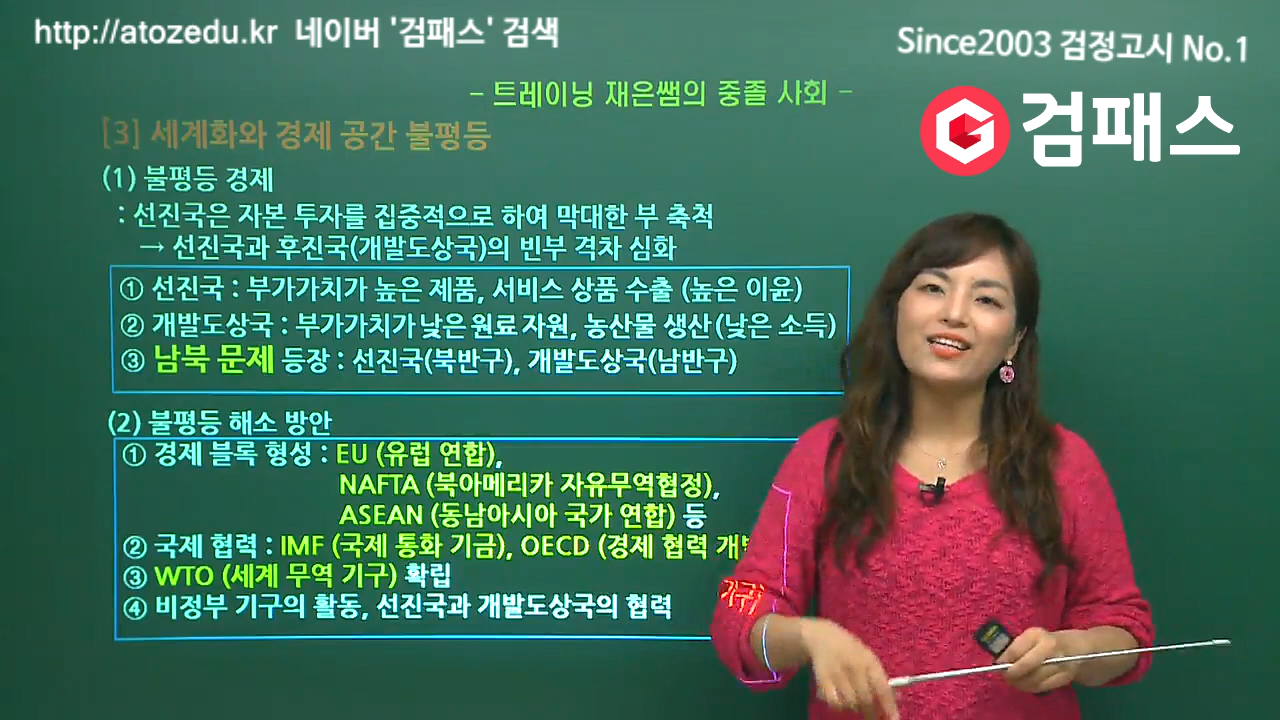 http://atozedu.kr 네이버 '검패스' 검색
Since2003 검정고시 No.1
검패스
- 트레이닝 재은쌤의 중졸 사회 -
[3] 세계화와 경제 공간 불평등
(1) 불평등 경제
: 선진국은 자본 투자를 집중적으로 하여 막대한 부 축척
→ 선진국과 후진국(개발도상국)의 빈부 격차 심화
① 선진국 : 부가가치가 높은 제품, 서비스 상품 수출 (높은 이윤)
② 개발도상국 : 부가가치가 낮은 원료 자원, 농산물 생산 (낮은 소득)
③ 남북 문제 등장 : 선진국(북반구), 개발도상국(남반구)
(2) 불평등 해소 방안
① 경제 블록 형성 : EU (유럽 연합),
NAFTA (북아메리카 자유무역협정),
ASEAN (동남아시아 국가 연합) 등
② 국제 협력 : IMF (국제 통화 기금), OECD (경제 협력 개발
기구)
③ WTO (세계 무역 기구) 확립
④ 비정부 기구의 활동, 선진국과 개발도상국의 협력